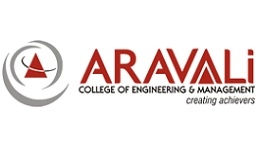 ARAVALi
COLLEGE OF ENGINEERING & MANAGEMENT
creating achievers